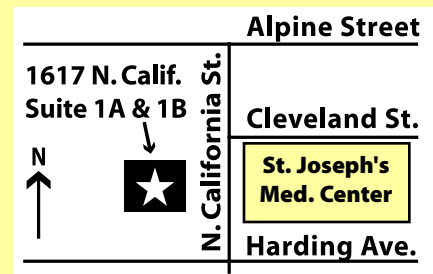 Alpine Street
1617 N. Calif.
Suite 1A & 1B
N. California St.
Cleveland St.
N
St. Joseph's
Med. Center
Harding Ave.